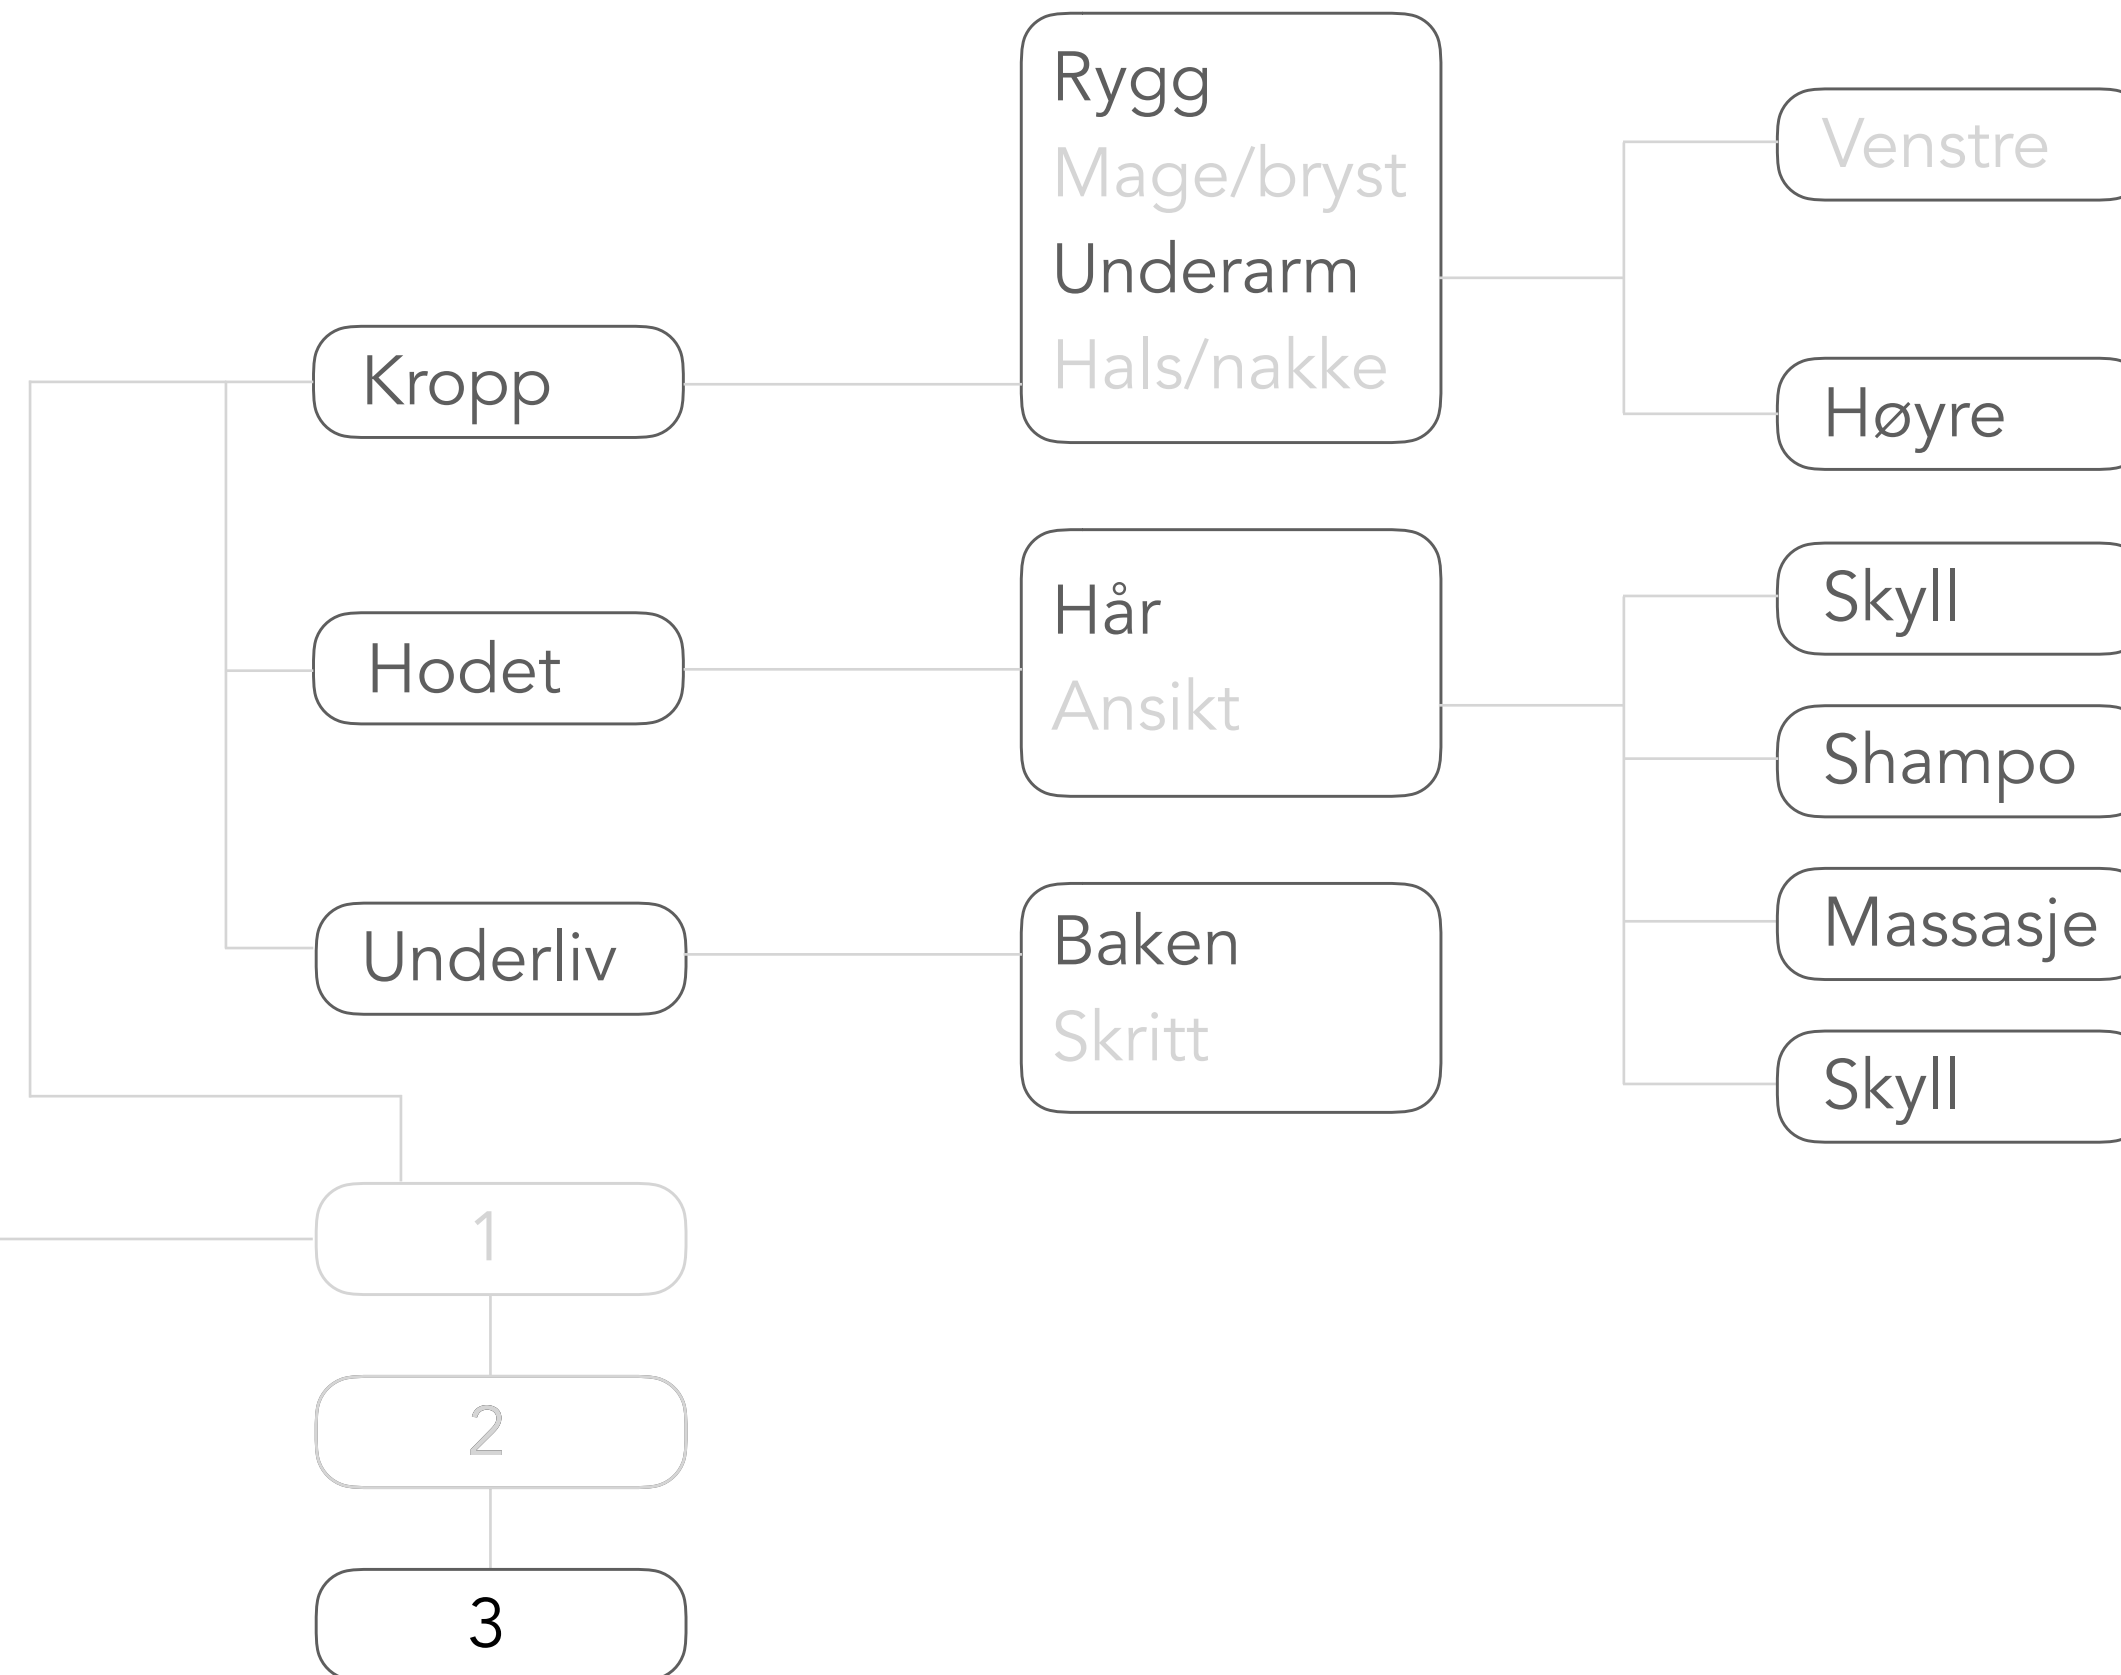 Kropp
Rygg
Mage/bryst
Underarm
Hals/nakke
Venstre
Høyre
Hodet
Hår
Ansikt
Skyll
Shampo
Massasje
Skyll
Underliv
Baken
Skritt
1
2
3